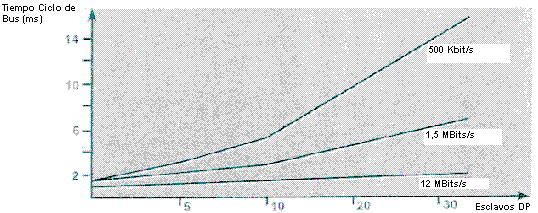 Tiempo Ciclo de
Bus (ms)
14
10
6
2
500 Kbit/s
1,5 MBits/s
12 MBits/s
5
10
20
30
Esclavos DP